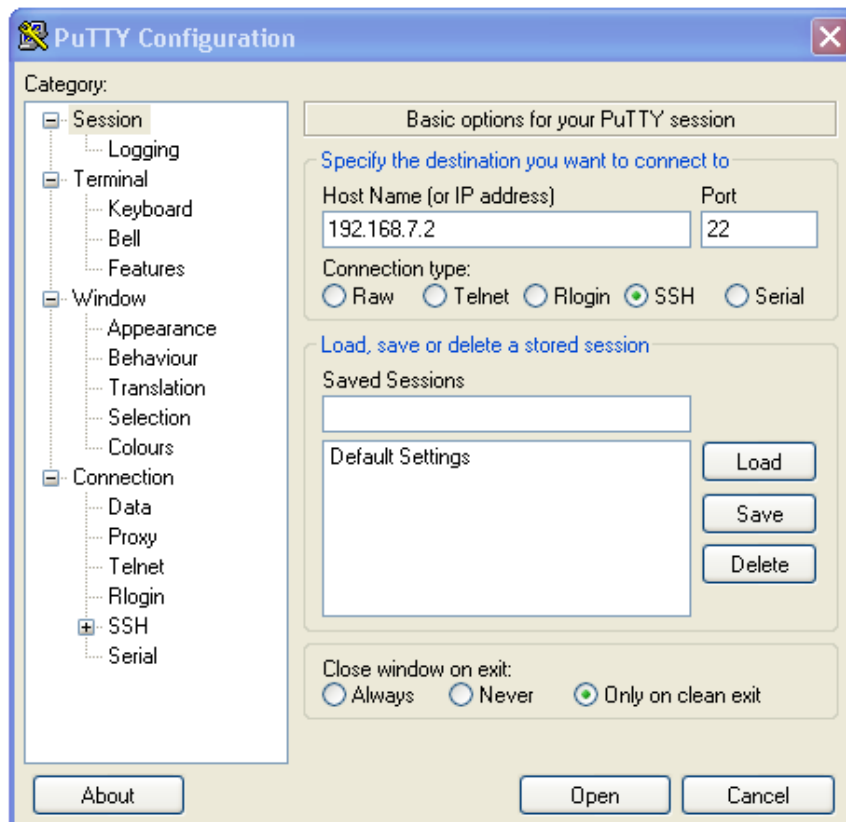 PuTTY Configuration
Category:
Session
Logging
Terminal
Keyboard
Bell
Features
Window
Appearance
Behaviour
Translation
Selection
Colours
Connection
Data
Proxy
Telnet
Rlogin
SSH
Serial
Basic options for your PuTTY session
Specify the destination you want to connect to
Host Name (or IP address) Port
192.168.7.2 22
Connection type:
Raw Telnet Rlogin SSH Serial
Load, save or delete a stored session
Saved Sessions
Default Settings
Load
Save
Delete
Close window on exit:
Always Never Only on clean exit
About Open Cancel